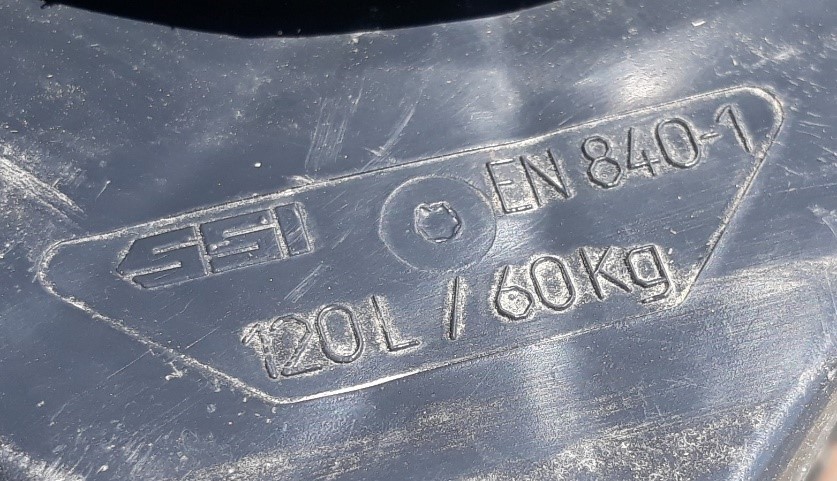 SSI EN 840-1
120L / 60Kg